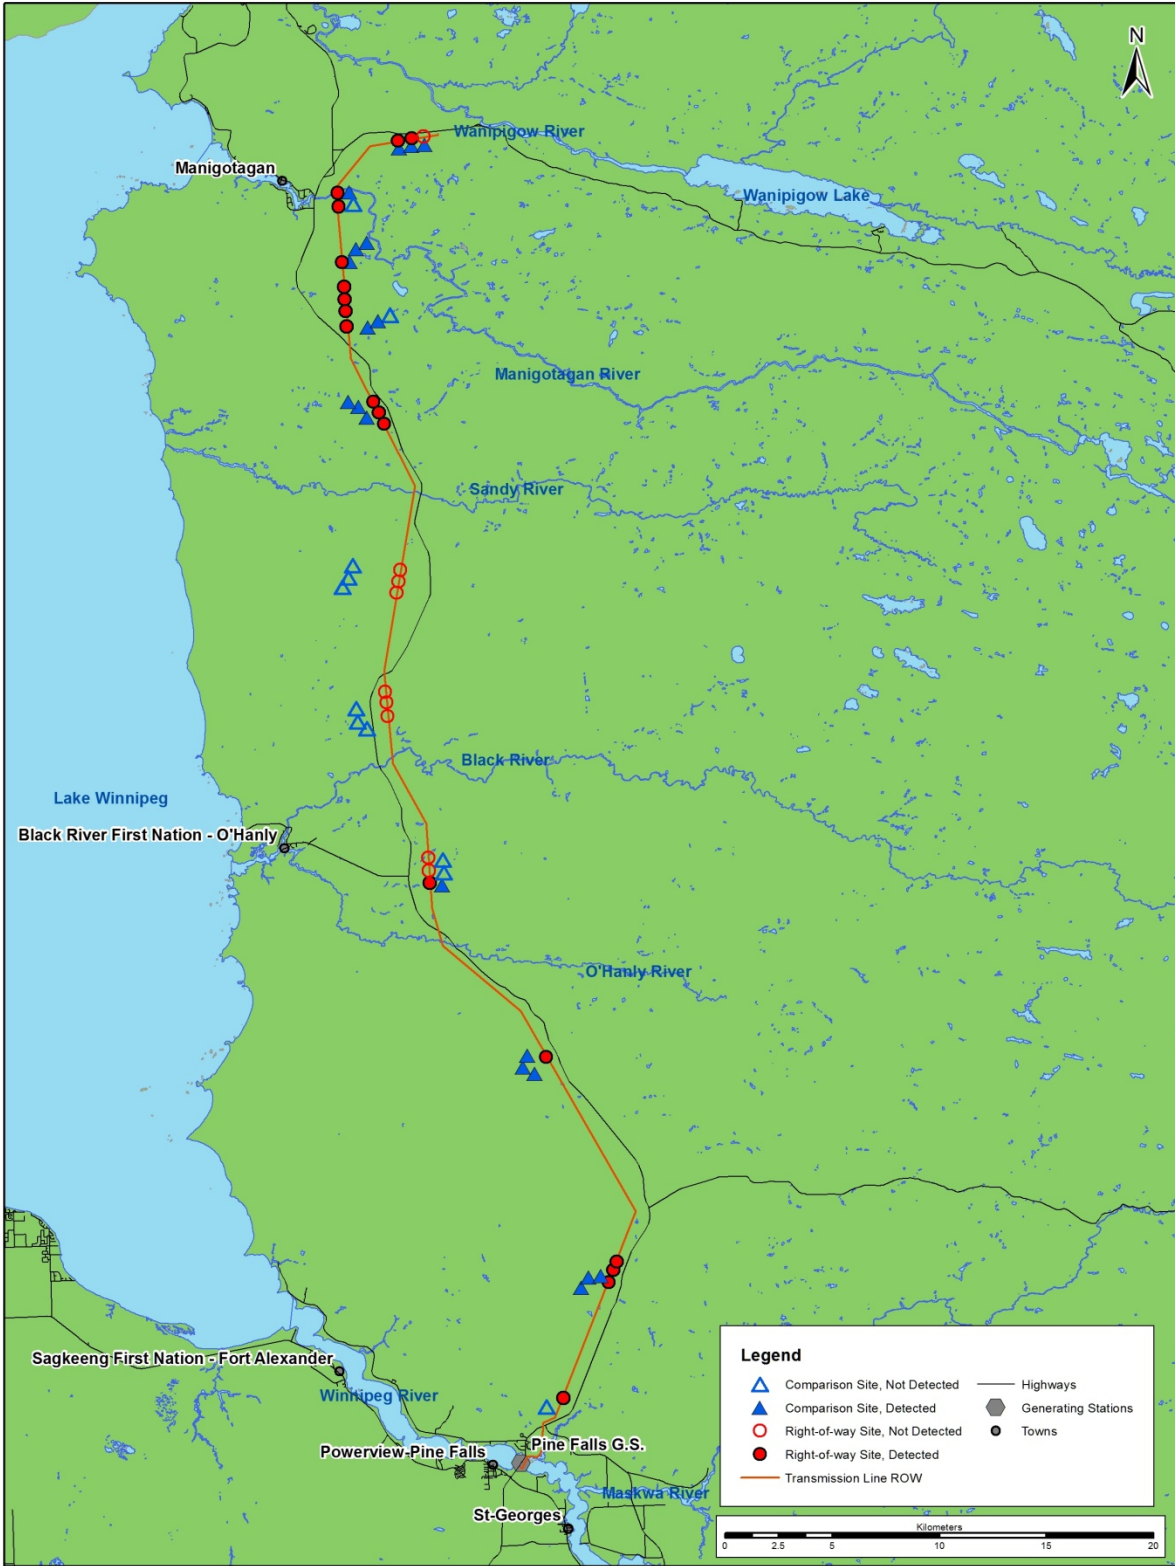 N
Wanipigow River
Manigotagan
Wanipigow Lake
Manigotagan River
Sandy River
Black River
Lake Winnipeg
Black River First Nation - O'Hanly
O'Hanly River
Sagkeeng First Nation - Fort Alexander
Winnipeg River
Pine Falls G.S.
Powerview-Pine Falls
Maskwa River
St-Georges
Legend
Comparison Site, Not Detected
Comparison Site, Detected
Right-of-way Site, Not Detected
Right-of-way Site, Detected
Transmission Line ROW
Highways
Generating Stations
Towns
Kilometers
0 2.5 5 10 15 20